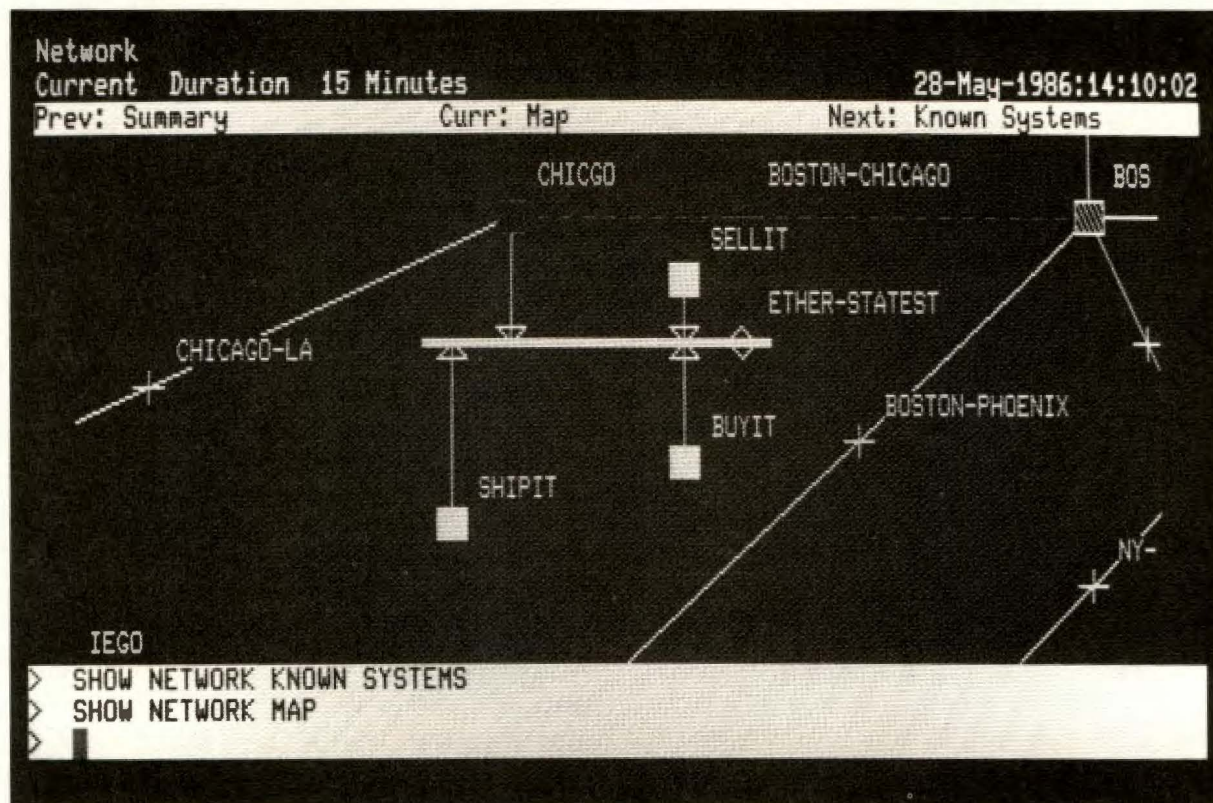 Network
Current Duration 15 Minutes 28-May-1986:14:10:02
Prev: Summary Curr: Map Next: Known Systems
CHICGO BOSTON-CHICAGO BOS
SELLIT
ETHER-STATEST
CHICAGO-LA
BOSTON-PHOENIX
BUYIT
SHIPIT
NY-
IEGO
> SHOW NETWORK KNOWN SYSTEMS
> SHOW NETWORK MAP
>